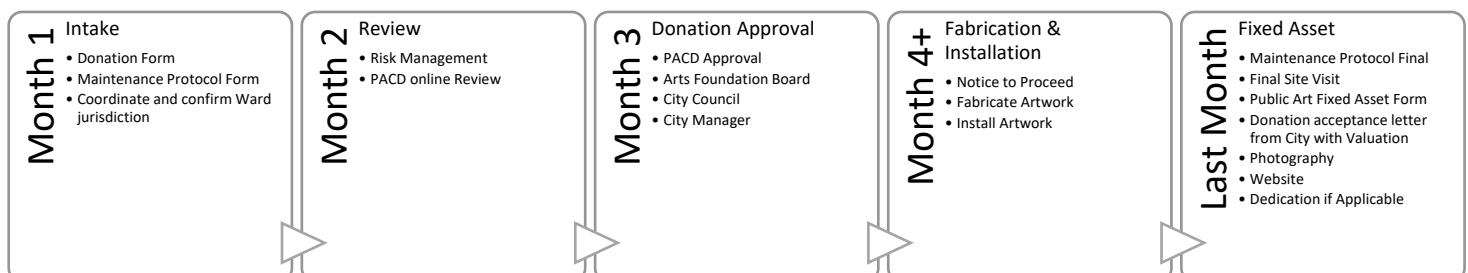 Month 1
Intake
• Donation Form
• Maintenance Protocol Form
• Coordinate and confirm Ward
jurisdiction
Month 2
Review
• Risk Management
• PACD online Review
Month 3
Donation Approval
• PACD Approval
• Arts Foundation Board
• City Council
• City Manager
Month 4+
Fabrication &
Installation
• Notice to Proceed
• Fabricate Artwork
• Install Artwork
Last Month
Fixed Asset
• Maintenance Protocol Final
• Final Site Visit
• Public Art Fixed Asset Form
• Donation acceptance letter
from City with Valuation
• Photography
• Website
• Dedication if Applicable